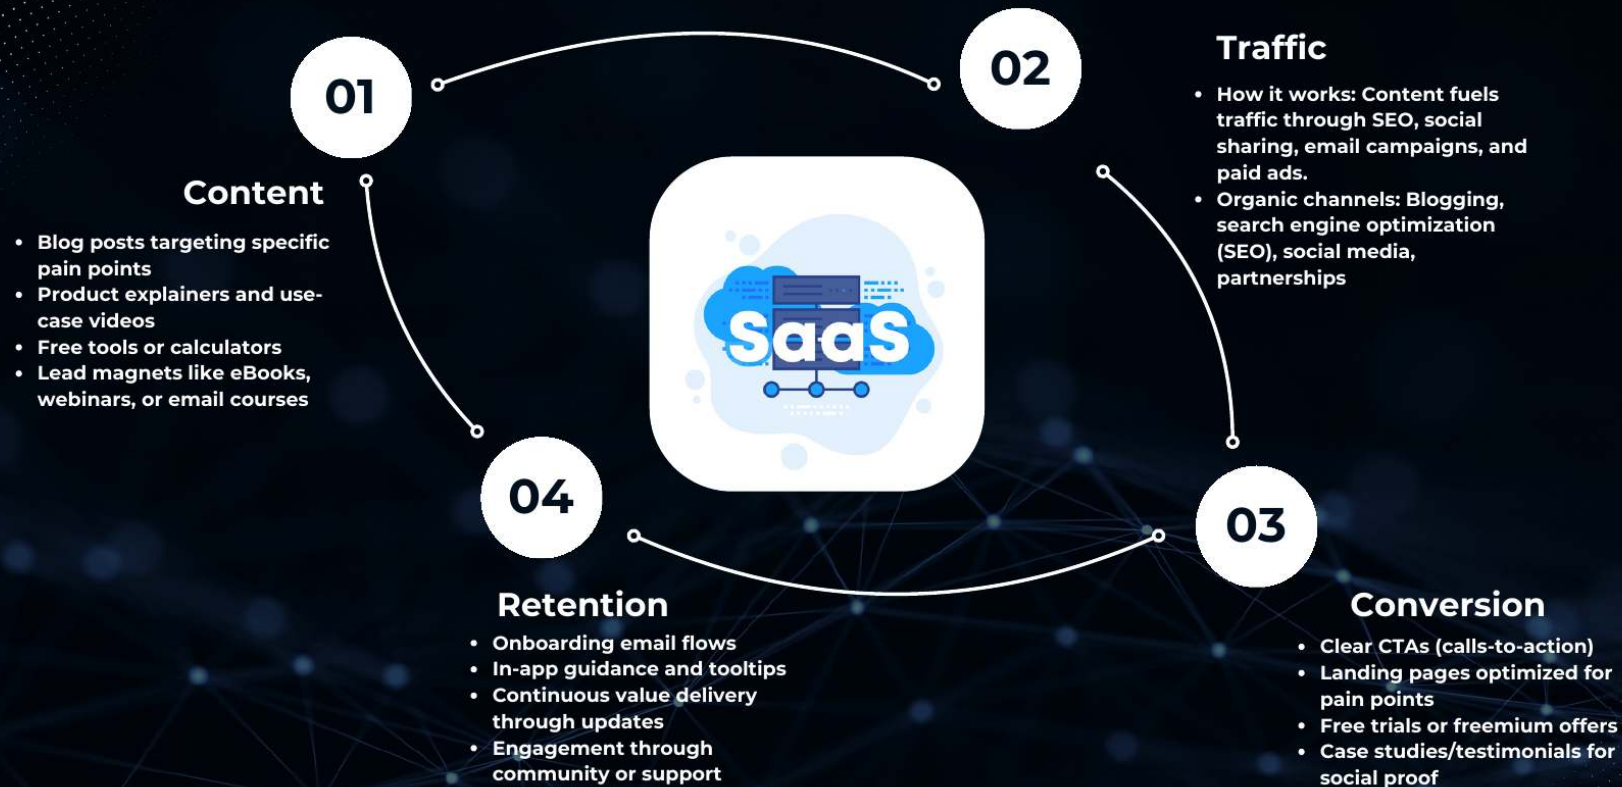 01
Content
• Blog posts targeting specific
pain points
• Product explainers and use-
case videos
• Free tools or calculators
• Lead magnets like eBooks,
webinars, or email courses
02
Traffic
• How it works: Content fuels
traffic through SEO, social
sharing, email campaigns, and
paid ads.
• Organic channels: Blogging,
search engine optimization
(SEO), social media,
partnerships
SaaS
03
Conversion
• Clear CTAs (calls-to-action)
• Landing pages optimized for
pain points
• Free trials or freemium offers
• Case studies/testimonials for
social proof
04
Retention
• Onboarding email flows
• In-app guidance and tooltips
• Continuous value delivery
through updates
• Engagement through
community or support